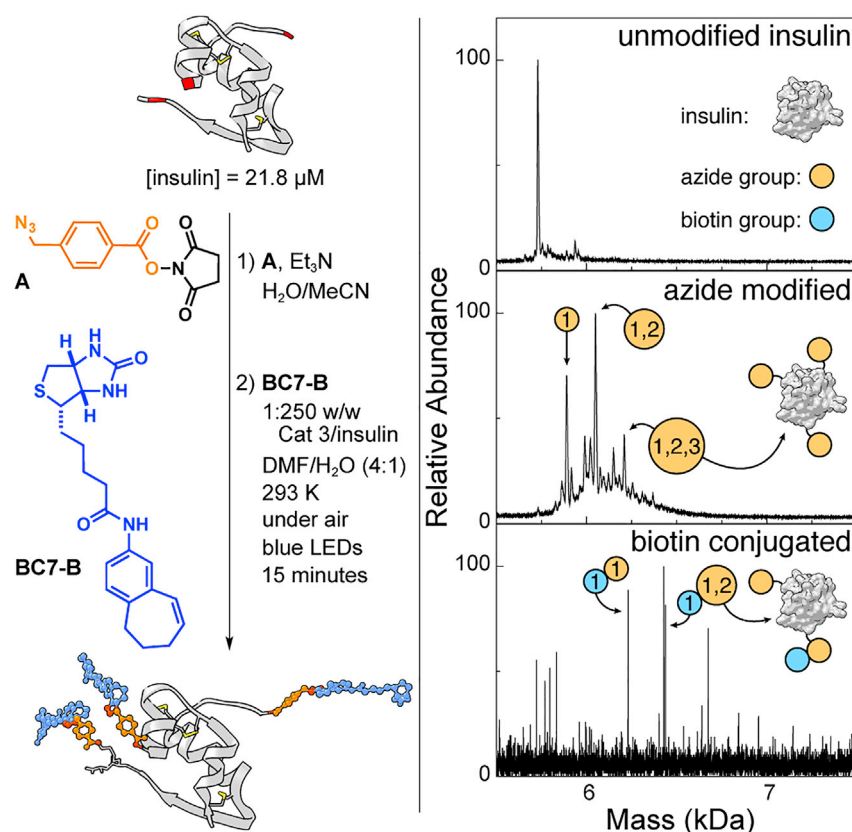 [insulin] = 21.8 µM
N3
O
O
N
O
O
A
1) A, Et3N
H2O/MeCN
H
H
N
O
S
NH
H
O
NH
BC7-B
2) BC7-B
1:250 w/w
Cat 3/insulin
DMF/H2O (4:1)
293 K
under air
blue LEDs
15 minutes
Relative Abundance
unmodified insulin
100
insulin:
azide group:
biotin group:
0
azide modified
100
1
1,2
1,2,3
0
biotin conjugated
100
1
1
1
1,2
0
6
7
Mass (kDa)